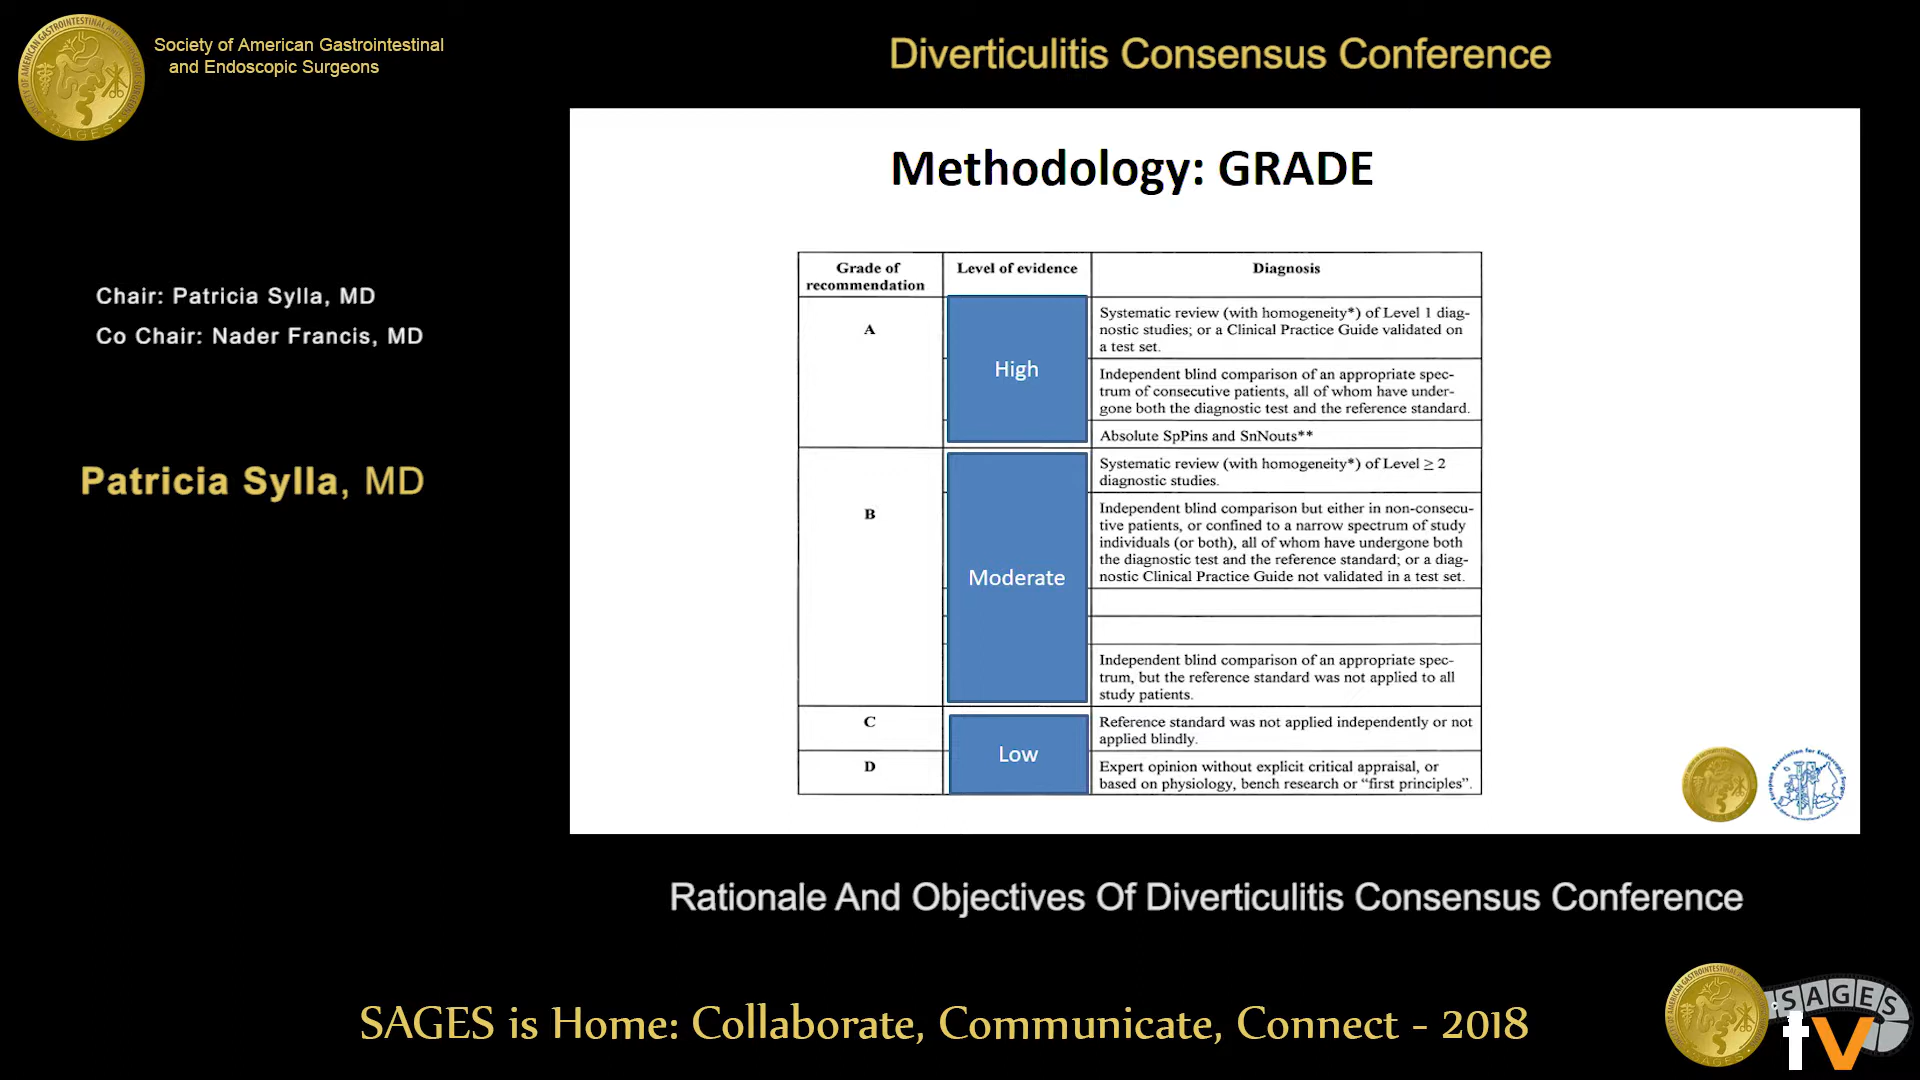 Society of American Gastrointestinal
and Endoscopic Surgeons
Diverticulitis Consensus Conference
Chair: Patricia Sylla, MD
Co Chair: Nader Francis, MD
Patricia Sylla, MD
Methodology: GRADE
Grade of
recommendation
Level of evidence
Diagnosis
A
High
Systematic review (with homogeneity*) of Level 1 diag-
nostic studies; or a Clinical Practice Guide validated on
a test set.
Independent blind comparison of an appropriate spec-
trum of consecutive patients, all of whom have under-
gone both the diagnostic test and the reference standard.
Absolute SpPins and SnNouts**
B
Moderate
Systematic review (with homogeneity*) of Level ≥ 2
diagnostic studies.
Independent blind comparison but either in non-consecu-
tive patients, or confined to a narrow spectrum of study
individuals (or both), all of whom have undergone both
the diagnostic test and the reference standard; or a diag-
nostic Clinical Practice Guide not validated in a test set.
Independent blind comparison of an appropriate spec-
trum, but the reference standard was not applied to all
study patients.
C
Low
Reference standard was not applied independently or not
applied blindly.
D
Expert opinion without explicit critical appraisal, or
based on physiology, bench research or “first principles”.
Rationale And Objectives Of Diverticulitis Consensus Conference
SAGES is Home: Collaborate, Communicate, Connect - 2018
SAGES
tv